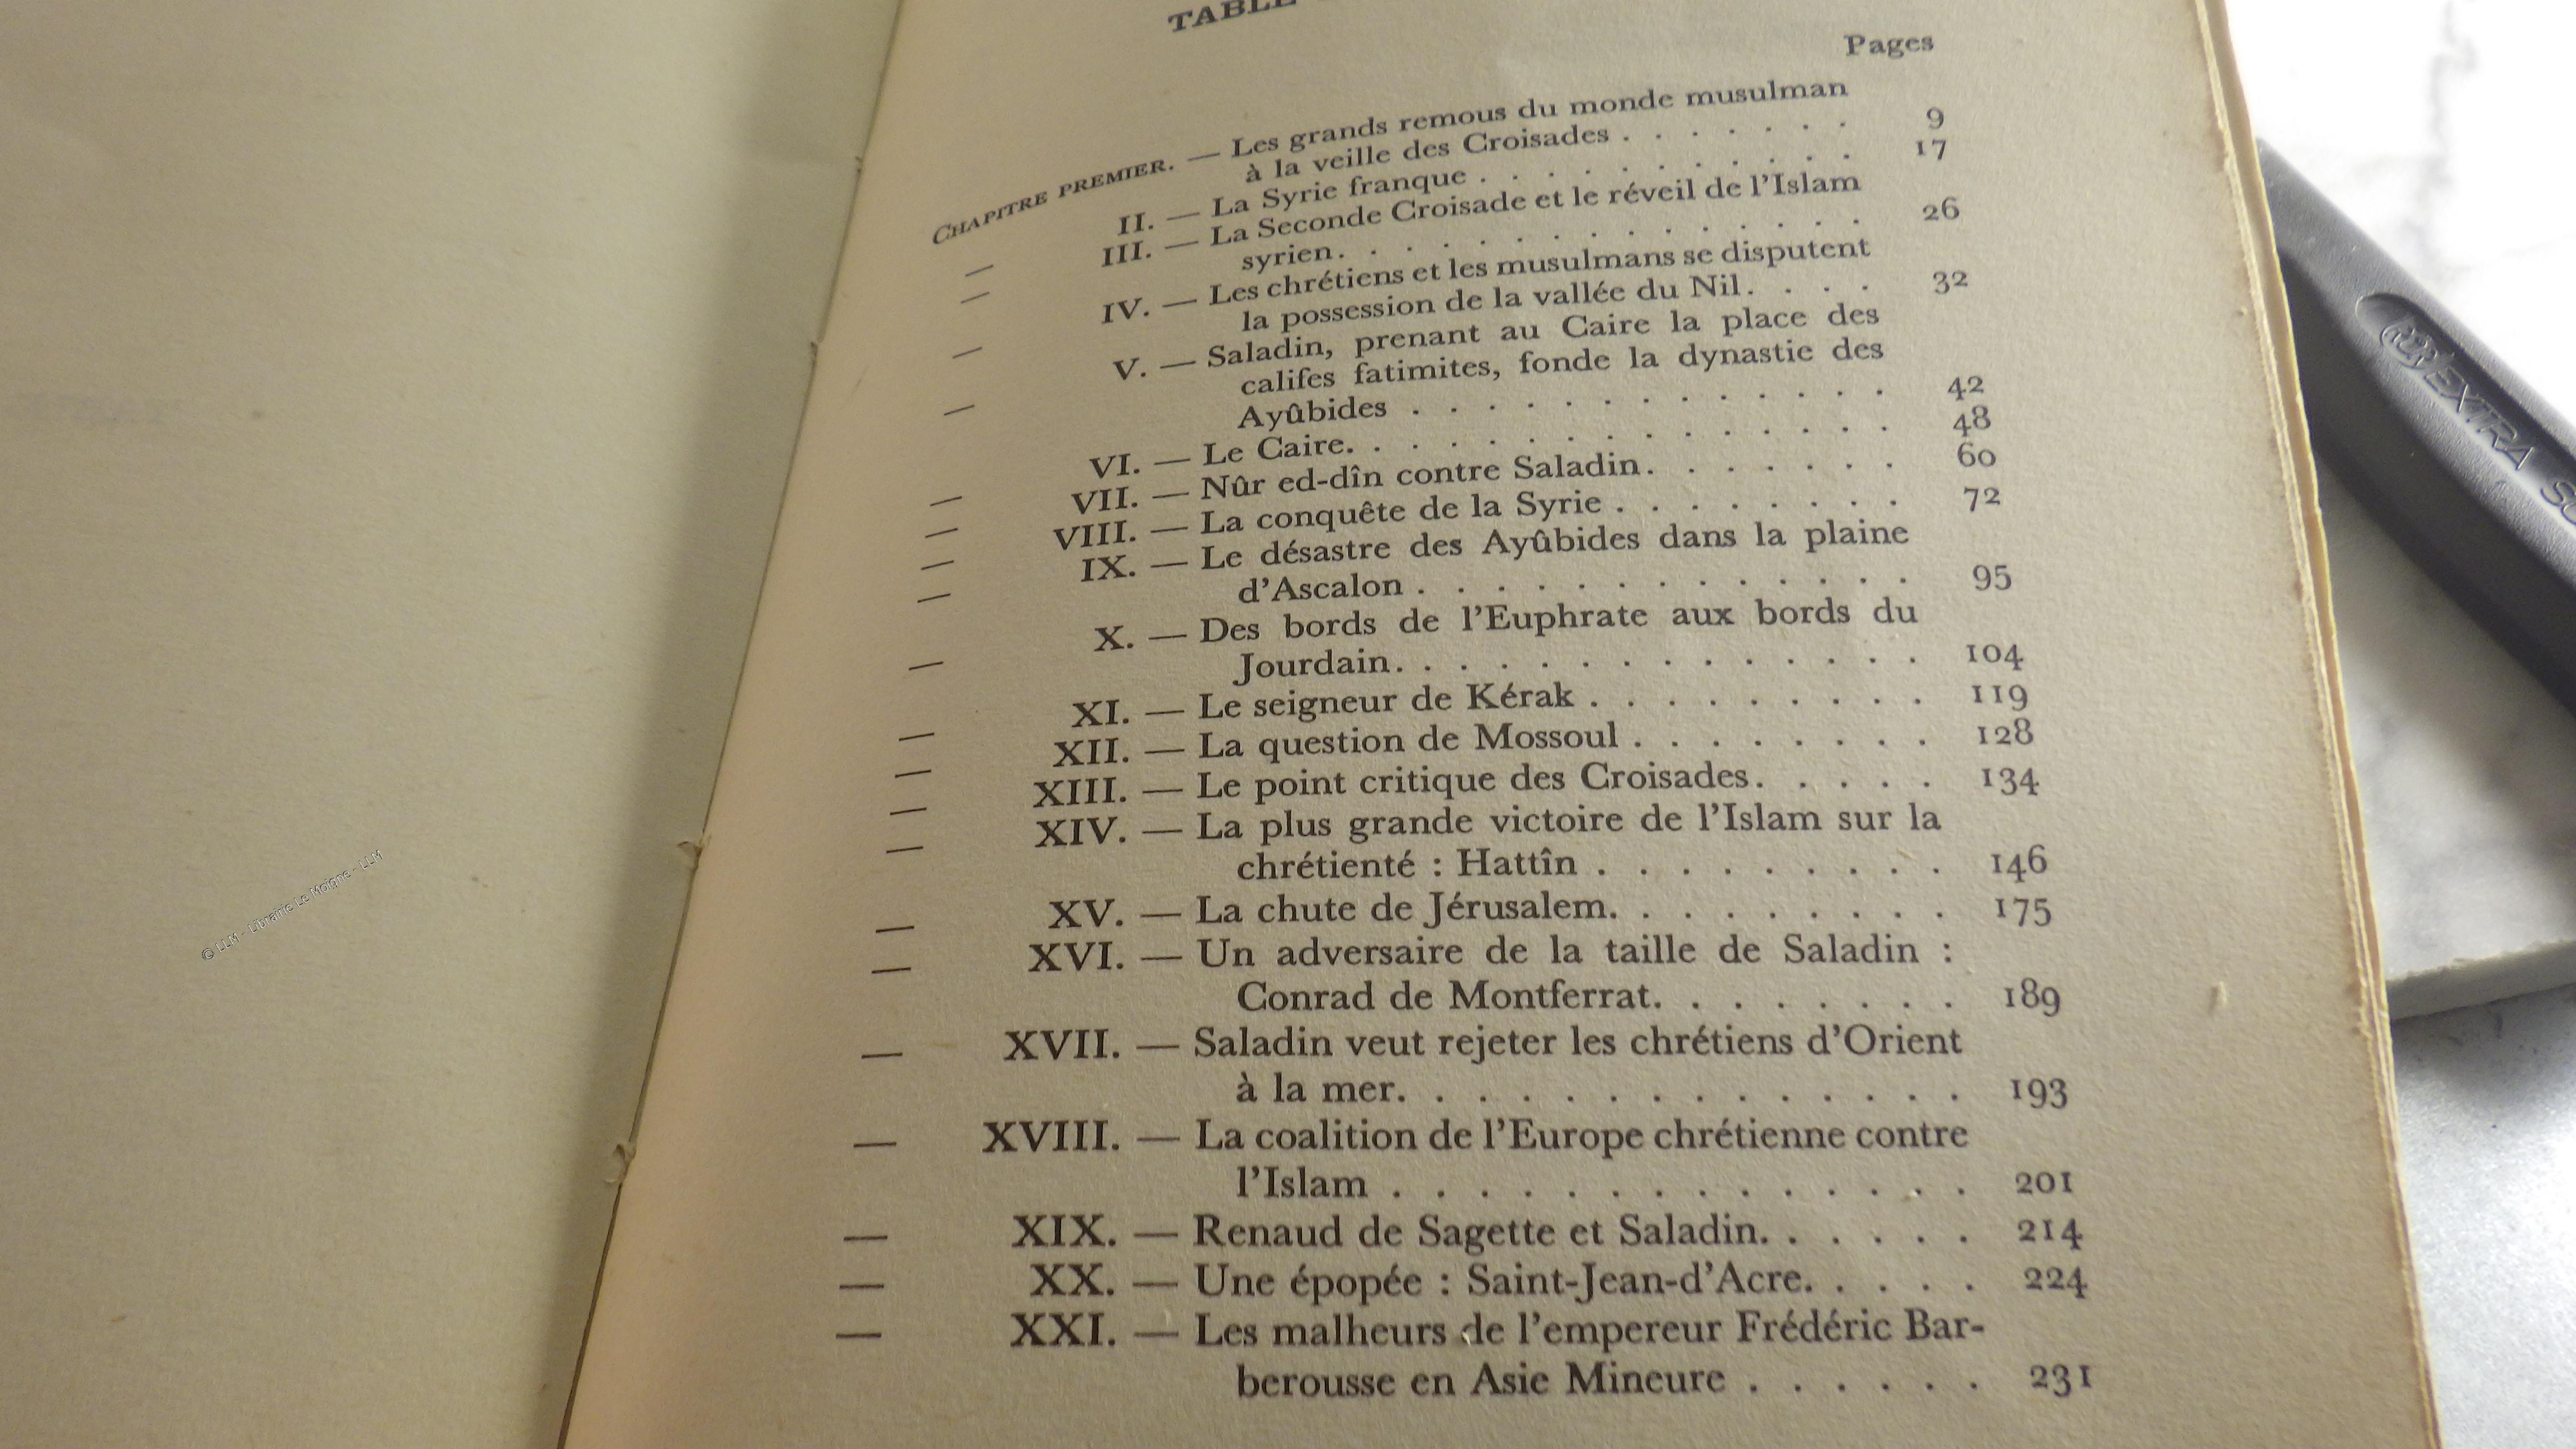 TABLE
Pages
CHAPITRE PREMIER. — Les grands remous du monde musulman
à la veille des Croisades . . . . . . . 9
— II. — La Syrie franque . . . . . . . . . . 17
— III. — La Seconde Croisade et le réveil de l'Islam
syrien. . . . . . . . . . . . . . 26
— IV. — Les chrétiens et les musulmans se disputent
la possession de la vallée du Nil. . . . . 32
— V. — Saladin, prenant au Caire la place des
califes fatimites, fonde la dynastie des
Ayûbides . . . . . . . . . . . . . 42
— VI. — Le Caire. . . . . . . . . . . . . . . 48
— VII. — Nûr ed-dîn contre Saladin. . . . . . . 60
— VIII. — La conquête de la Syrie . . . . . . . . 72
— IX. — Le désastre des Ayûbides dans la plaine
d'Ascalon . . . . . . . . . . . . . 95
— X. — Des bords de l'Euphrate aux bords du
Jourdain. . . . . . . . . . . . . . 104
— XI. — Le seigneur de Kérak . . . . . . . . . 119
— XII. — La question de Mossoul . . . . . . . . 128
— XIII. — Le point critique des Croisades. . . . . 134
— XIV. — La plus grande victoire de l'Islam sur la
chrétienté : Hattîn . . . . . . . . . 146
— XV. — La chute de Jérusalem. . . . . . . . . 175
— XVI. — Un adversaire de la taille de Saladin :
Conrad de Montferrat. . . . . . . . 189
— XVII. — Saladin veut rejeter les chrétiens d'Orient
à la mer. . . . . . . . . . . . . . 193
— XVIII. — La coalition de l'Europe chrétienne contre
l'Islam . . . . . . . . . . . . . . 201
— XIX. — Renaud de Sagette et Saladin. . . . . . 214
— XX. — Une épopée : Saint-Jean-d'Acre. . . . . 224
— XXI. — Les malheurs de l'empereur Frédéric Bar-
berousse en Asie Mineure . . . . . . 231
© LLM - Librairie Le Moigne - LLM
EXTRA